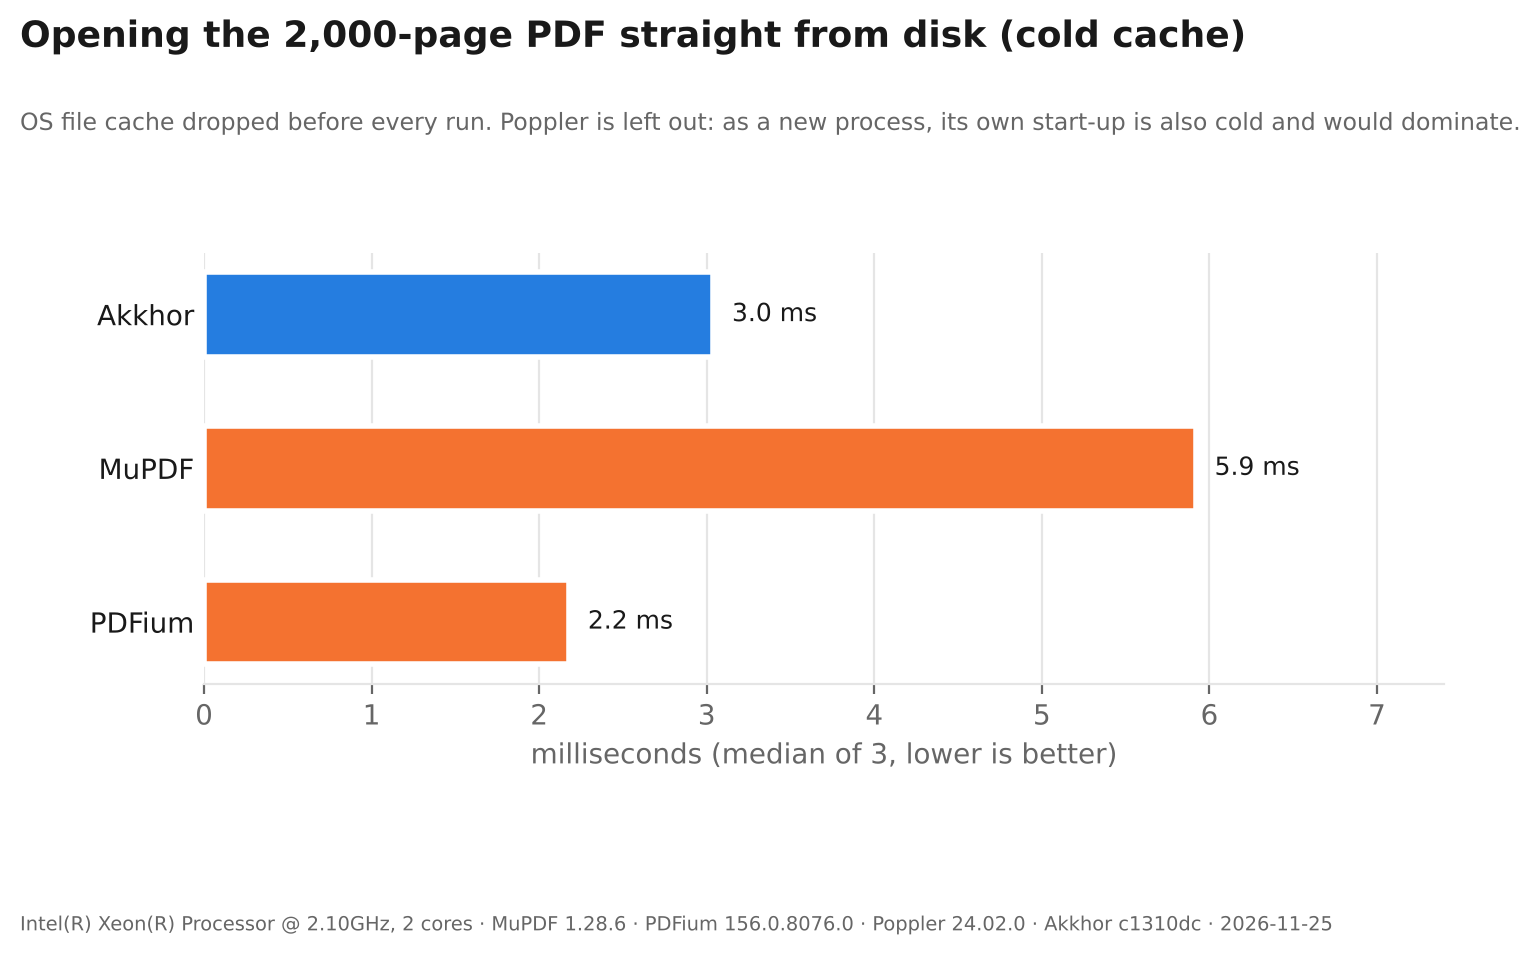 Opening the 2,000-page PDF straight from disk (cold cache)
OS file cache dropped before every run. Poppler is left out: as a new process, its own start-up is also cold and would dominate.
Akkhor
3.0 ms
MuPDF
5.9 ms
PDFium
2.2 ms
0 1 2 3 4 5 6 7
milliseconds (median of 3, lower is better)
Intel(R) Xeon(R) Processor @ 2.10GHz, 2 cores · MuPDF 1.28.6 · PDFium 156.0.8076.0 · Poppler 24.02.0 · Akkhor c1310dc · 2026-11-25